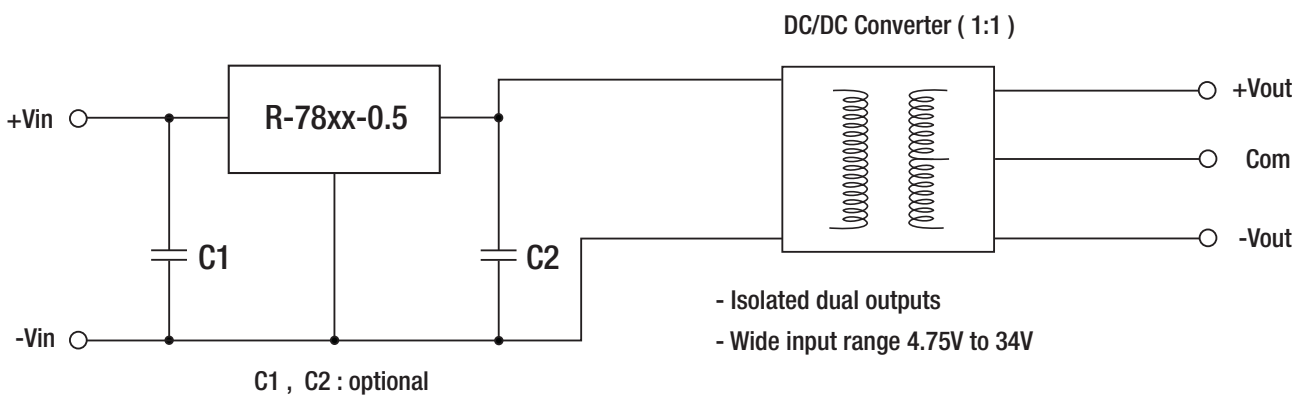 DC/DC Converter ( 1:1 )
+Vin
R-78xx-0.5
+Vout
Com
C1
C2
-Vout
- Isolated dual outputs
-Vin
- Wide input range 4.75V to 34V
C1 , C2 : optional